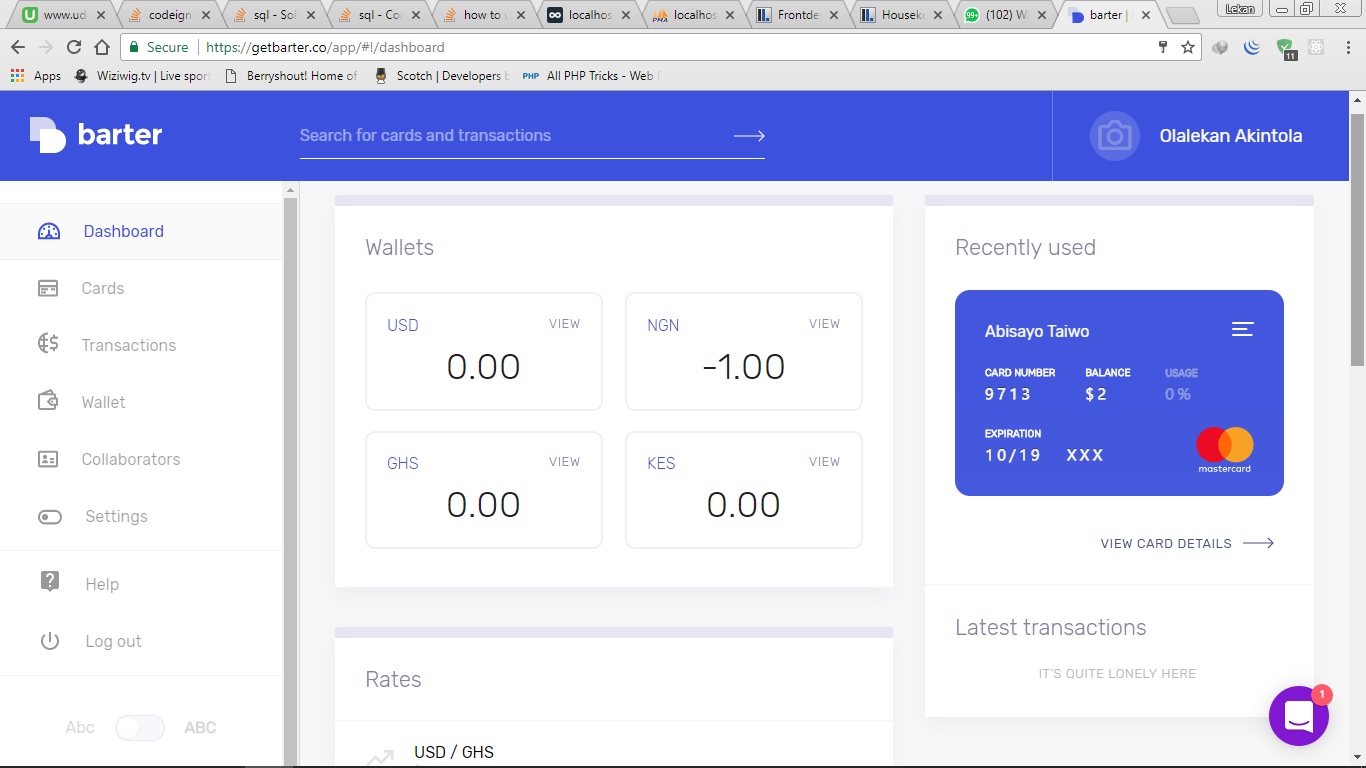 www.ud
codeign
sql - Sol
sql - Coc
how to u
localhos
localhos
Frontdes
Houseke
(102) W
barter |
Lekan
Secure
https://getbarter.co/app/#!/dashboard
11
Apps
Wiziwig.tv | Live spor
Berryshout! Home of
Scotch | Developers b
PHP
All PHP Tricks - Web
barter
Search for cards and transactions
Olalekan Akintola
Dashboard
Cards
Transactions
Wallet
Collaborators
Settings
Help
Log out
Abc
ABC
Wallets
USD VIEW
0.00
NGN VIEW
-1.00
GHS VIEW
0.00
KES VIEW
0.00
Rates
USD / GHS
Recently used
Abisayo Taiwo
CARD NUMBER BALANCE USAGE
9713 $2 0%
EXPIRATION
10/19 XXX
mastercard
VIEW CARD DETAILS
Latest transactions
IT'S QUITE LONELY HERE
1